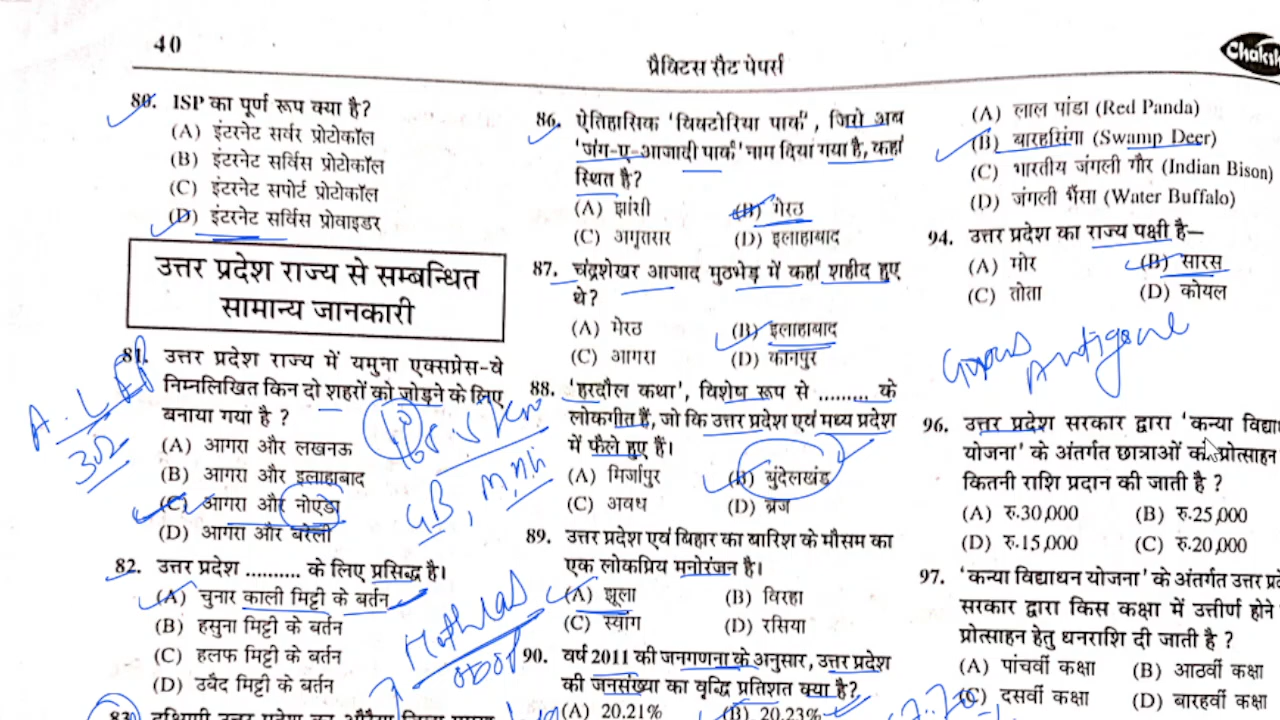 40
प्रैक्टिस सैट पेपर्स
80. ISP का पूर्ण रूप क्या है?
(A) इंटरनेट सर्वर प्रोटोकॉल
(B) इंटरनेट सर्विस प्रोटोकॉल
(C) इंटरनेट सपोर्ट प्रोटोकॉल
(D) इंटरनेट सर्विस प्रोवाइडर
उत्तर प्रदेश राज्य से सम्बन्धित
सामान्य जानकारी
81. उत्तर प्रदेश राज्य में यमुना एक्सप्रेस-वे
निम्नलिखित किन दो शहरों को जोड़ने के लिए
बनाया गया है ?
(A) आगरा और लखनऊ
(B) आगरा और इलाहाबाद
(C) आगरा और नोएडा
(D) आगरा और बरेली
302
82. उत्तर प्रदेश .......... के लिए प्रसिद्ध है।
(A) चुनार काली मिट्टी के बर्तन
(B) हसुना मिट्टी के बर्तन
(C) हलफ मिट्टी के बर्तन
(D) उवैद मिट्टी के बर्तन
86. ऐतिहासिक 'विक्टोरिया पार्क', जिसे अब
'जंग-ए-आजादी पार्क' नाम दिया गया है, कहां
स्थित है?
(A) झांसी (B) मेरठ
(C) अमृतसर (D) इलाहाबाद
87. चंद्रशेखर आजाद मुठभेड़ में कहां शहीद हुए
थे?
(A) मेरठ (B) इलाहाबाद
(C) आगरा (D) कानपुर
88. 'हरदौल कथा', विशेष रूप से ......... के
लोकगीत हैं, जो कि उत्तर प्रदेश एवं मध्य प्रदेश
में फैले हुए हैं।
(A) मिर्जापुर (B) बुंदेलखंड
(C) अवध (D) ब्रज
89. उत्तर प्रदेश एवं बिहार का बारिश के मौसम का
एक लोकप्रिय मनोरंजन है।
(A) झूला (B) विरहा
(C) स्वांग (D) रसिया
90. वर्ष 2011 की जनगणना के अनुसार, उत्तर प्रदेश
की जनसंख्या का वृद्धि प्रतिशत क्या है?
(A) 20.21% (B) 20.23%
(A) लाल पांडा (Red Panda)
(B) बारहसिंगा (Swamp Deer)
(C) भारतीय जंगली गौर (Indian Bison)
(D) जंगली भैंसा (Water Buffalo)
94. उत्तर प्रदेश का राज्य पक्षी है—
(A) मोर (B) सारस
(C) तोता (D) कोयल
96. उत्तर प्रदेश सरकार द्वारा 'कन्या विद्या
योजना' के अंतर्गत छात्राओं को प्रोत्साहन
कितनी राशि प्रदान की जाती है ?
(A) रु.30,000 (B) रु.25,000
(D) रु.15,000 (C) रु.20,000
97. 'कन्या विद्याधन योजना' के अंतर्गत उत्तर
सरकार द्वारा किस कक्षा में उत्तीर्ण होने
प्रोत्साहन हेतु धनराशि दी जाती है ?
(A) पांचवीं कक्षा (B) आठवीं कक्षा
(C) दसवीं कक्षा (D) बारहवीं कक्षा